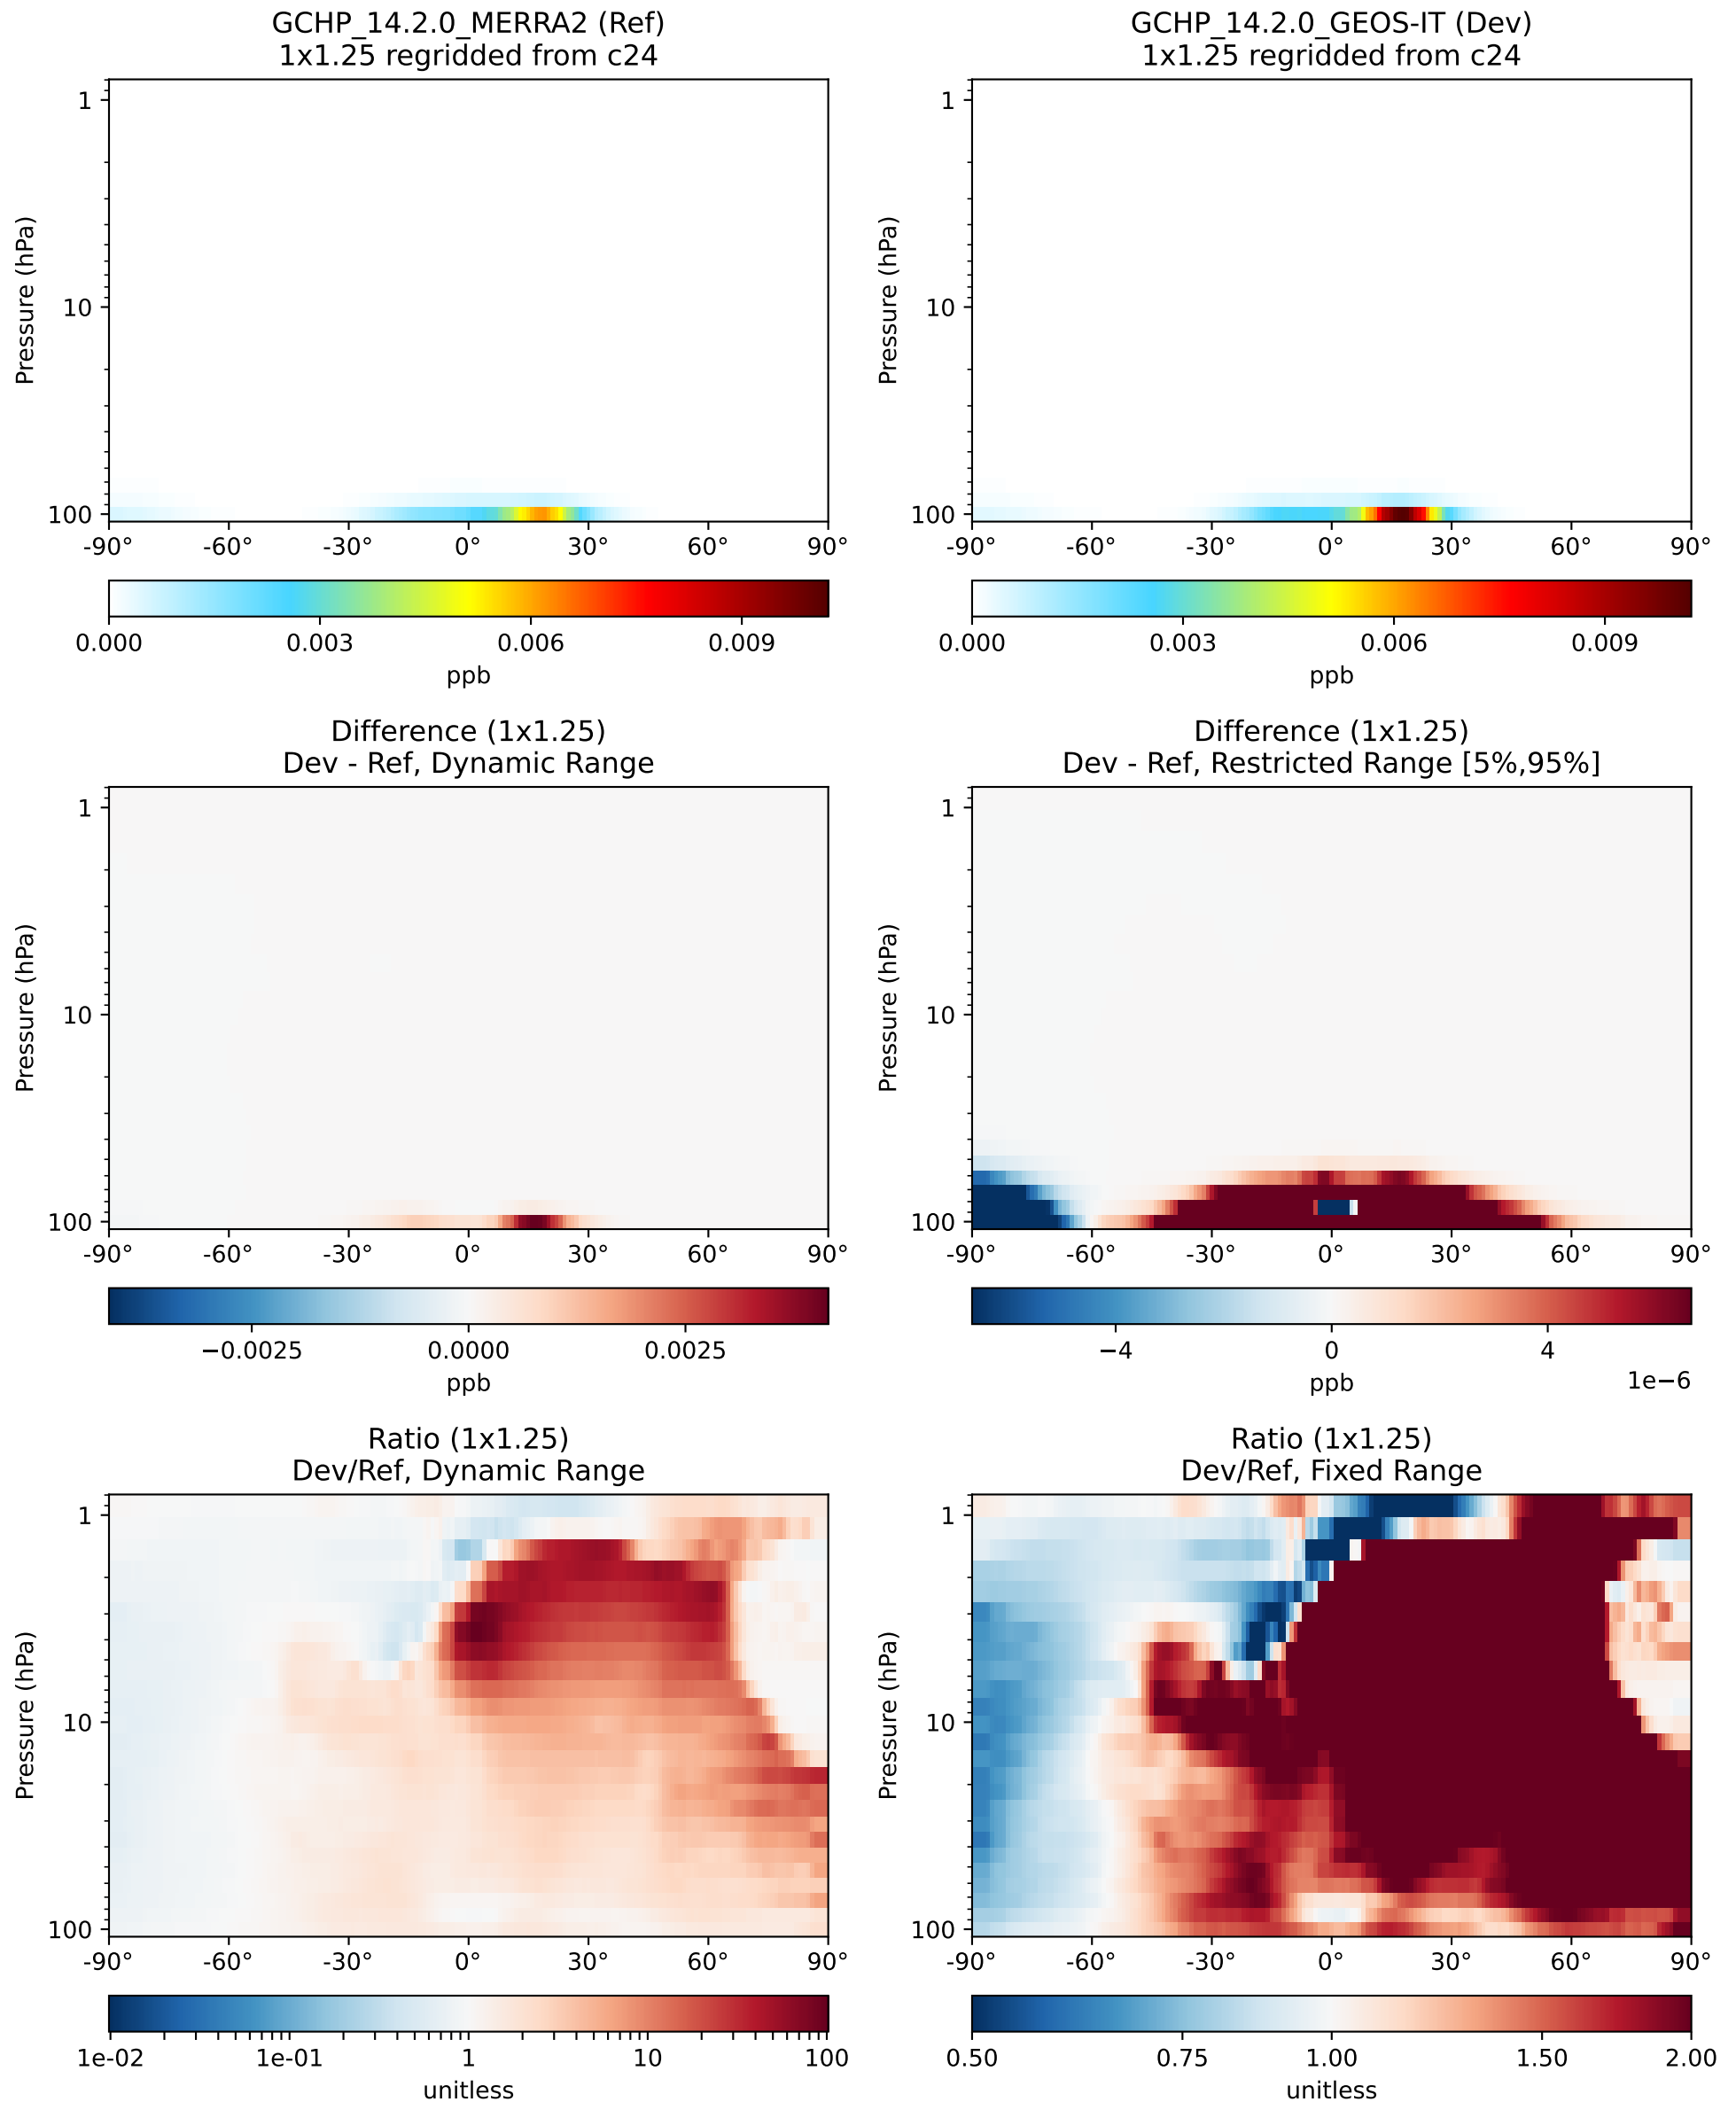 GCHP_14.2.0_MERRA2 (Ref)
1x1.25 regridded from c24
Pressure (hPa)
1
10
100
-90° -60° -30° 0° 30° 60° 90°
0.000 0.003 0.006 0.009
ppb
GCHP_14.2.0_GEOS-IT (Dev)
1x1.25 regridded from c24
Pressure (hPa)
1
10
100
-90° -60° -30° 0° 30° 60° 90°
0.000 0.003 0.006 0.009
ppb
Difference (1x1.25)
Dev - Ref, Dynamic Range
Pressure (hPa)
1
10
100
-90° -60° -30° 0° 30° 60° 90°
−0.0025 0.0000 0.0025
ppb
Difference (1x1.25)
Dev - Ref, Restricted Range [5%,95%]
Pressure (hPa)
1
10
100
-90° -60° -30° 0° 30° 60° 90°
−4 0 4
ppb
1e−6
Ratio (1x1.25)
Dev/Ref, Dynamic Range
Pressure (hPa)
1
10
100
-90° -60° -30° 0° 30° 60° 90°
1e-02 1e-01 1 10 100
unitless
Ratio (1x1.25)
Dev/Ref, Fixed Range
Pressure (hPa)
1
10
100
-90° -60° -30° 0° 30° 60° 90°
0.50 0.75 1.00 1.50 2.00
unitless